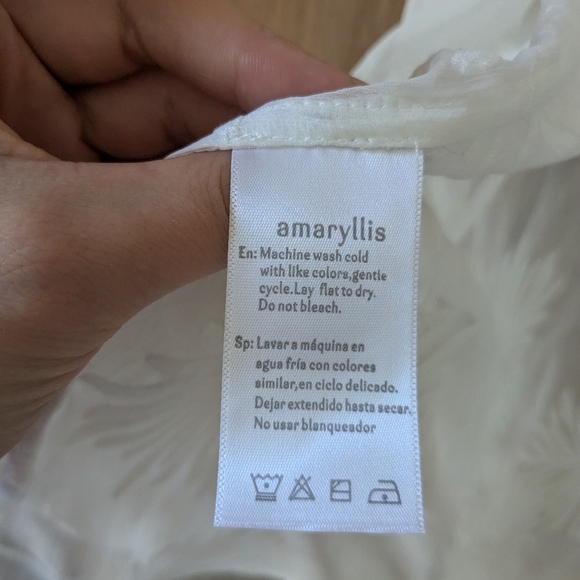 amaryllis
En: Machine wash cold
with like colors,gentle
cycle.Lay flat to dry.
Do not bleach.
Sp: Lavar a máquina en
agua fría con colores
similar,en ciclo delicado.
Dejar extendido hasta secar.
No usar blanqueador